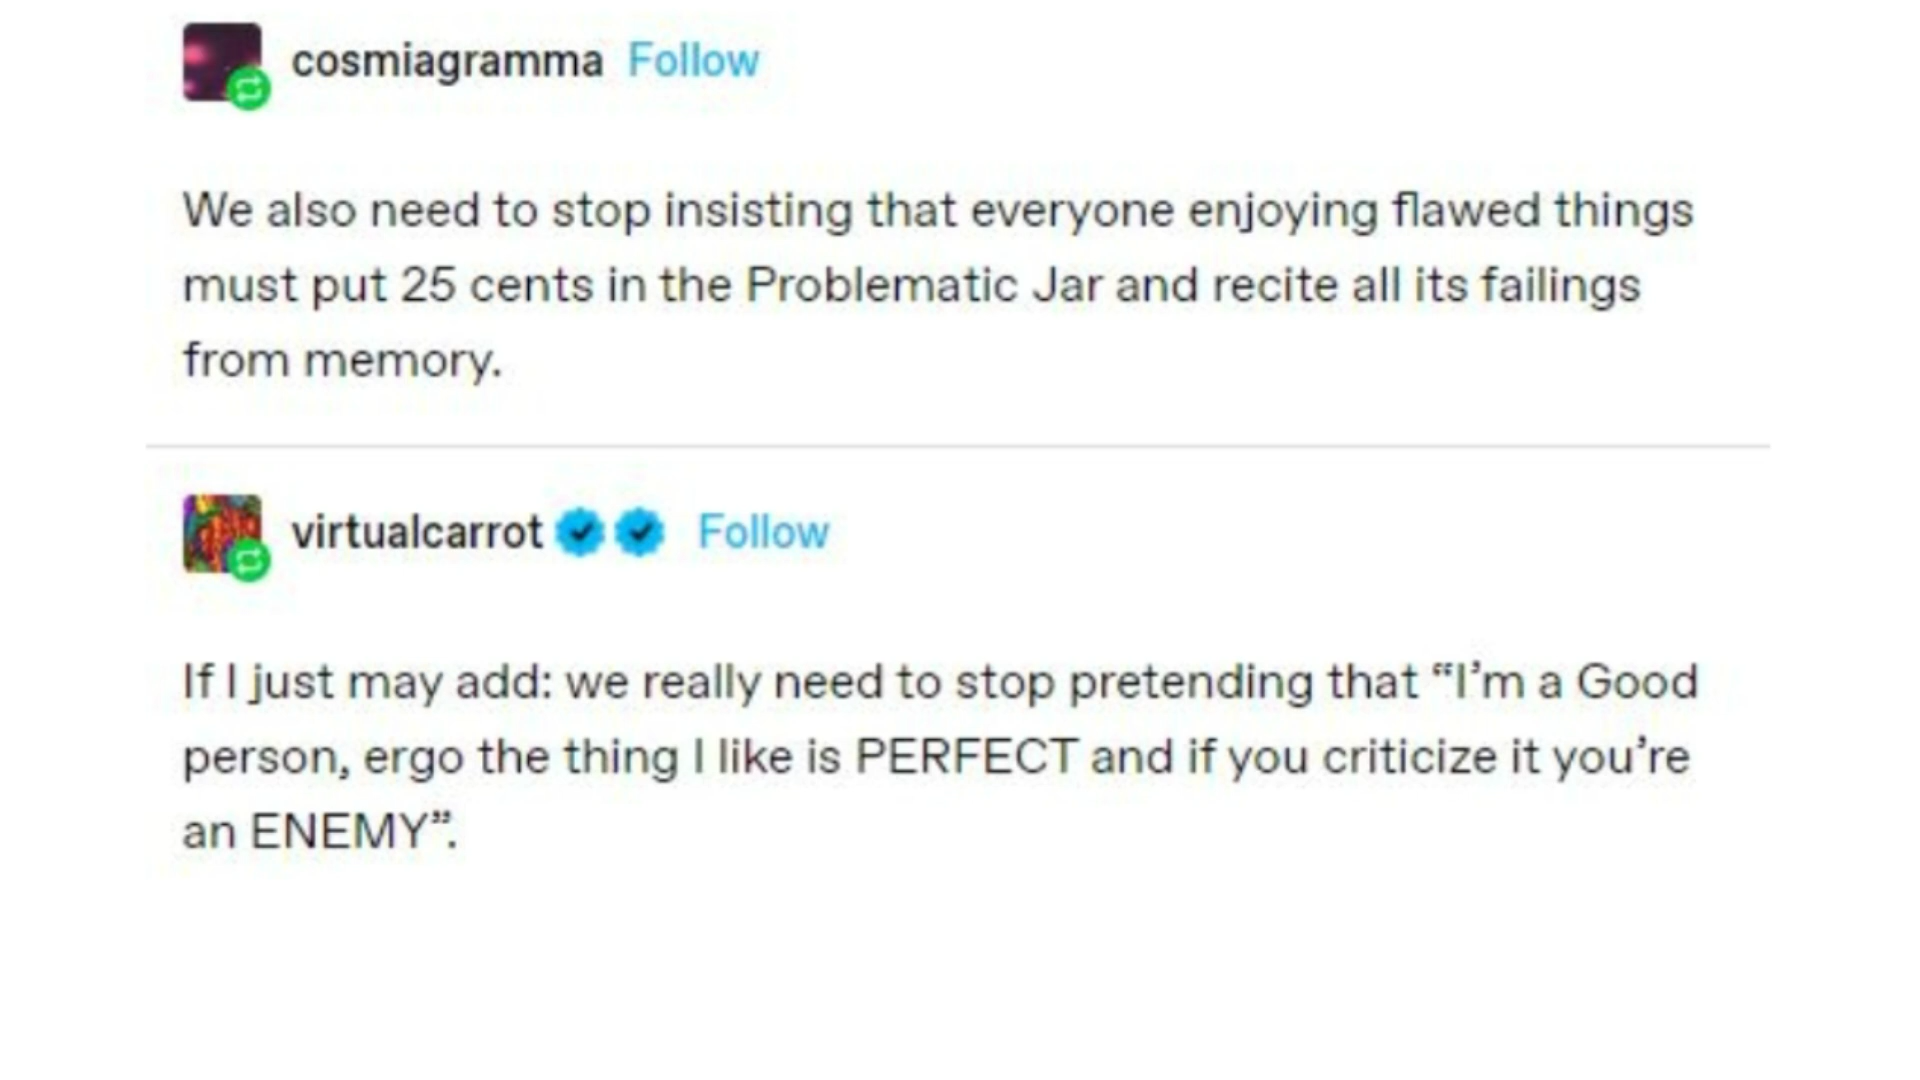 cosmiagramma Follow
We also need to stop insisting that everyone enjoying flawed things
must put 25 cents in the Problematic Jar and recite all its failings
from memory.
virtualcarrot Follow
If I just may add: we really need to stop pretending that “I’m a Good
person, ergo the thing I like is PERFECT and if you criticize it you’re
an ENEMY”.